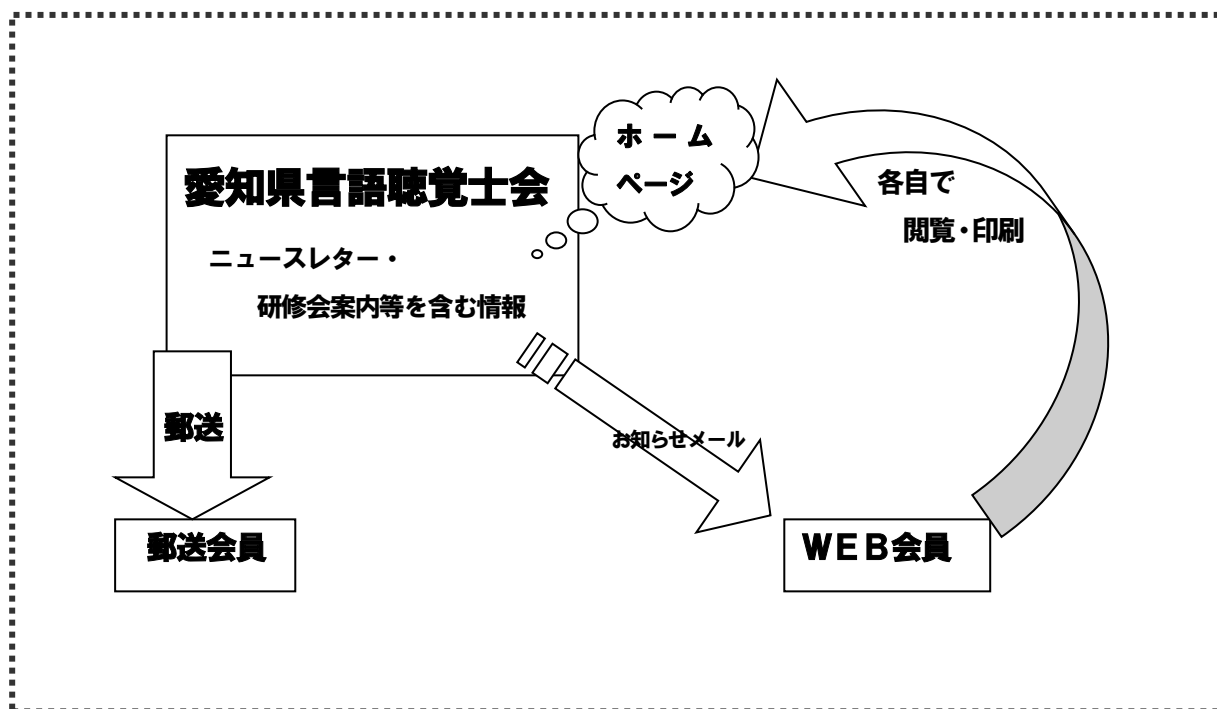 ホーム
ページ
愛知県言語聴覚士会
ニュースレター・
研修会案内等を含む情報
各自で
閲覧・印刷
郵送
お知らせメール
郵送会員
ＷＥＢ会員